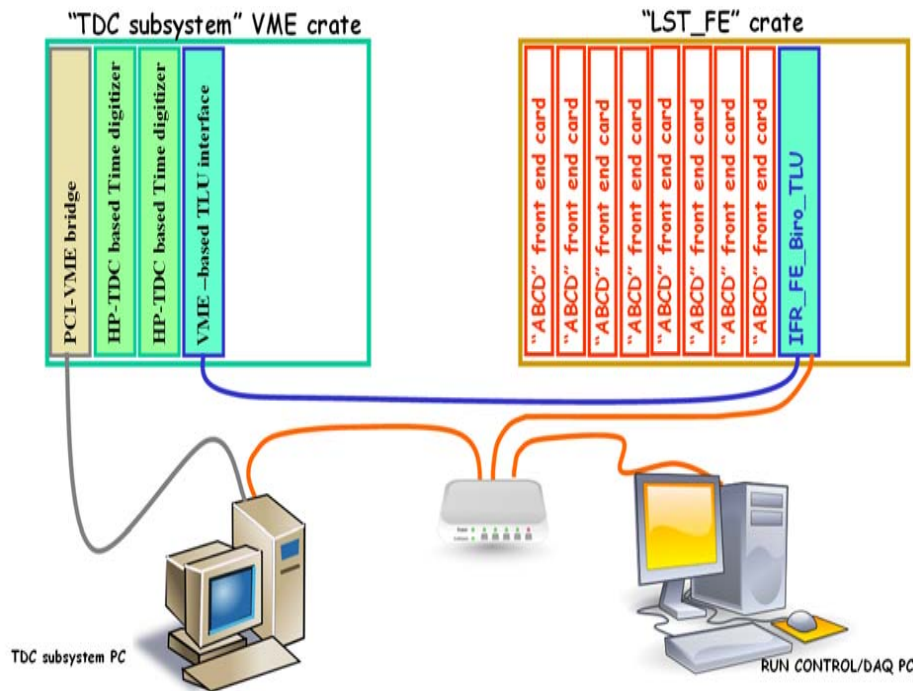 “TDC subsystem” VME crate
“LST_FE” crate
PCI-VME bridge
HP-TDC based Time digitizer
HP-TDC based Time digitizer
VME –based TLU interface
“ABCD” front end card
“ABCD” front end card
“ABCD” front end card
“ABCD” front end card
“ABCD” front end card
“ABCD” front end card
“ABCD” front end card
“ABCD” front end card
IFR_FE_Biro_TLU
TDC subsystem PC
RUN CONTROL/DAQ PC